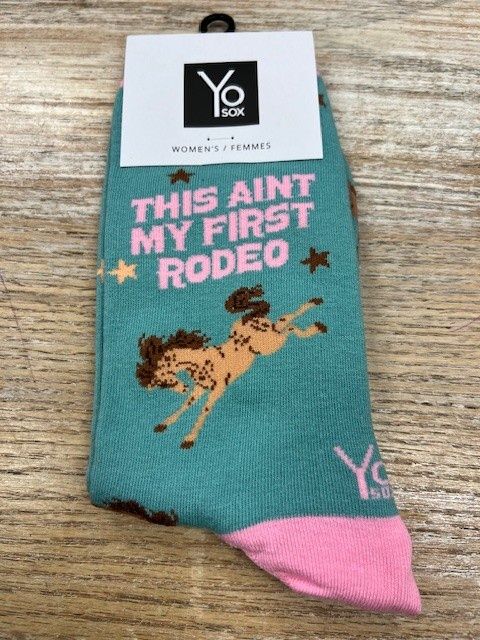 Yo
SOX
WOMEN'S / FEMMES
THIS AINT
MY FIRST
RODEO
Yo